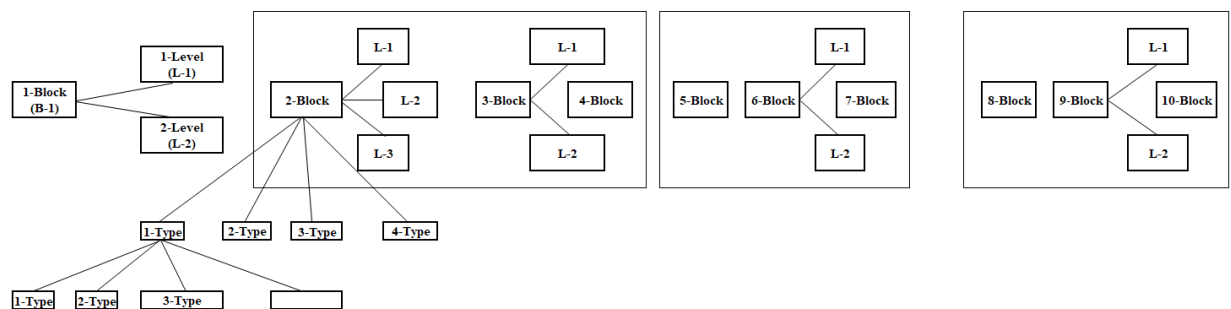 1-Block
(B-1)
1-Level
(L-1)
2-Level
(L-2)
2-Block
L-1
L-2
L-3
3-Block
L-1
4-Block
L-2
5-Block
6-Block
L-1
7-Block
L-2
8-Block
9-Block
L-1
10-Block
L-2
1-Type
2-Type
3-Type
4-Type
1-Type
2-Type
3-Type